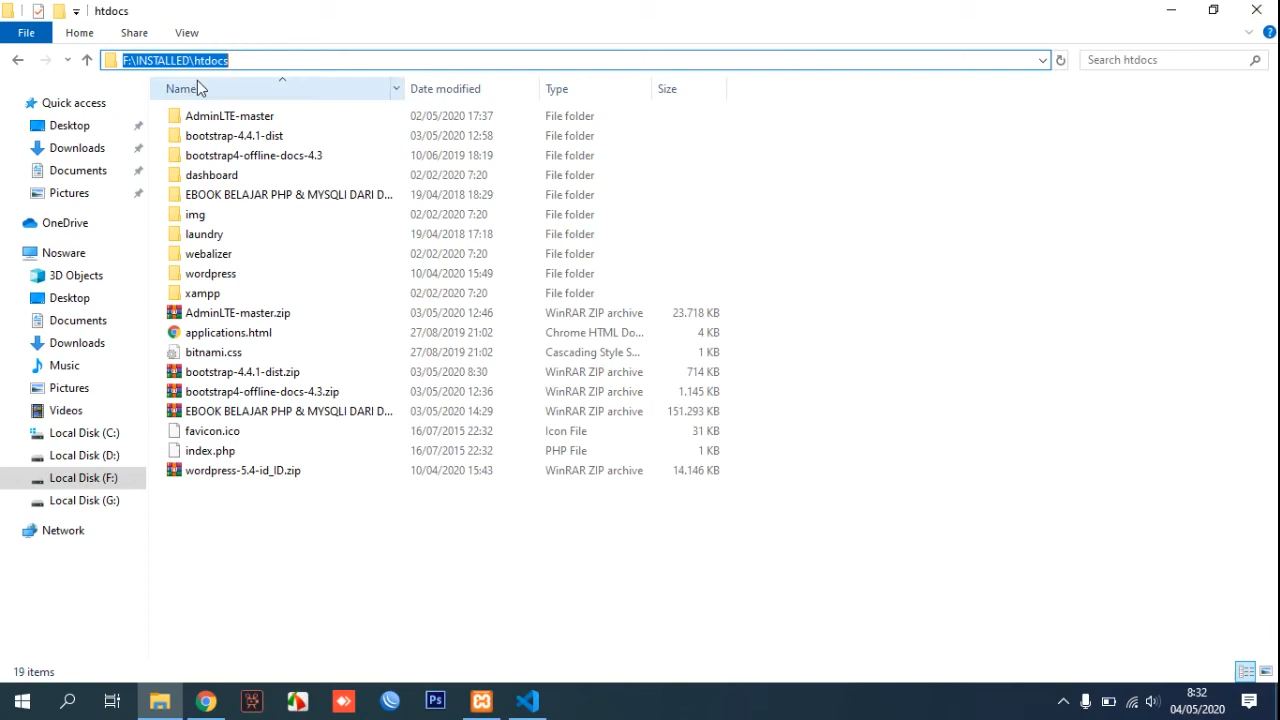 htdocs
File Home Share View
F:\INSTALLED\htdocs
Search htdocs
Name Date modified Type Size
Quick access
Desktop
Downloads
Documents
Pictures
OneDrive
Nosware
3D Objects
Desktop
Documents
Downloads
Music
Pictures
Videos
Local Disk (C:)
Local Disk (D:)
Local Disk (F:)
Local Disk (G:)
Network
AdminLTE-master 02/05/2020 17:37 File folder
bootstrap-4.4.1-dist 03/05/2020 12:58 File folder
bootstrap4-offline-docs-4.3 10/06/2019 18:19 File folder
dashboard 02/02/2020 7:20 File folder
EBOOK BELAJAR PHP & MYSQLI DARI D... 19/04/2018 18:29 File folder
img 02/02/2020 7:20 File folder
laundry 19/04/2018 17:18 File folder
webalizer 02/02/2020 7:20 File folder
wordpress 10/04/2020 15:49 File folder
xampp 02/02/2020 7:20 File folder
AdminLTE-master.zip 03/05/2020 12:46 WinRAR ZIP archive 23.718 KB
applications.html 27/08/2019 21:02 Chrome HTML Do... 4 KB
bitnami.css 27/08/2019 21:02 Cascading Style S... 1 KB
bootstrap-4.4.1-dist.zip 03/05/2020 8:30 WinRAR ZIP archive 714 KB
bootstrap4-offline-docs-4.3.zip 03/05/2020 12:36 WinRAR ZIP archive 1.145 KB
EBOOK BELAJAR PHP & MYSQLI DARI D... 03/05/2020 14:29 WinRAR ZIP archive 151.293 KB
favicon.ico 16/07/2015 22:32 Icon File 31 KB
index.php 16/07/2015 22:32 PHP File 1 KB
wordpress-5.4-id_ID.zip 10/04/2020 15:43 WinRAR ZIP archive 14.146 KB
19 items
Ps
8:32
04/05/2020